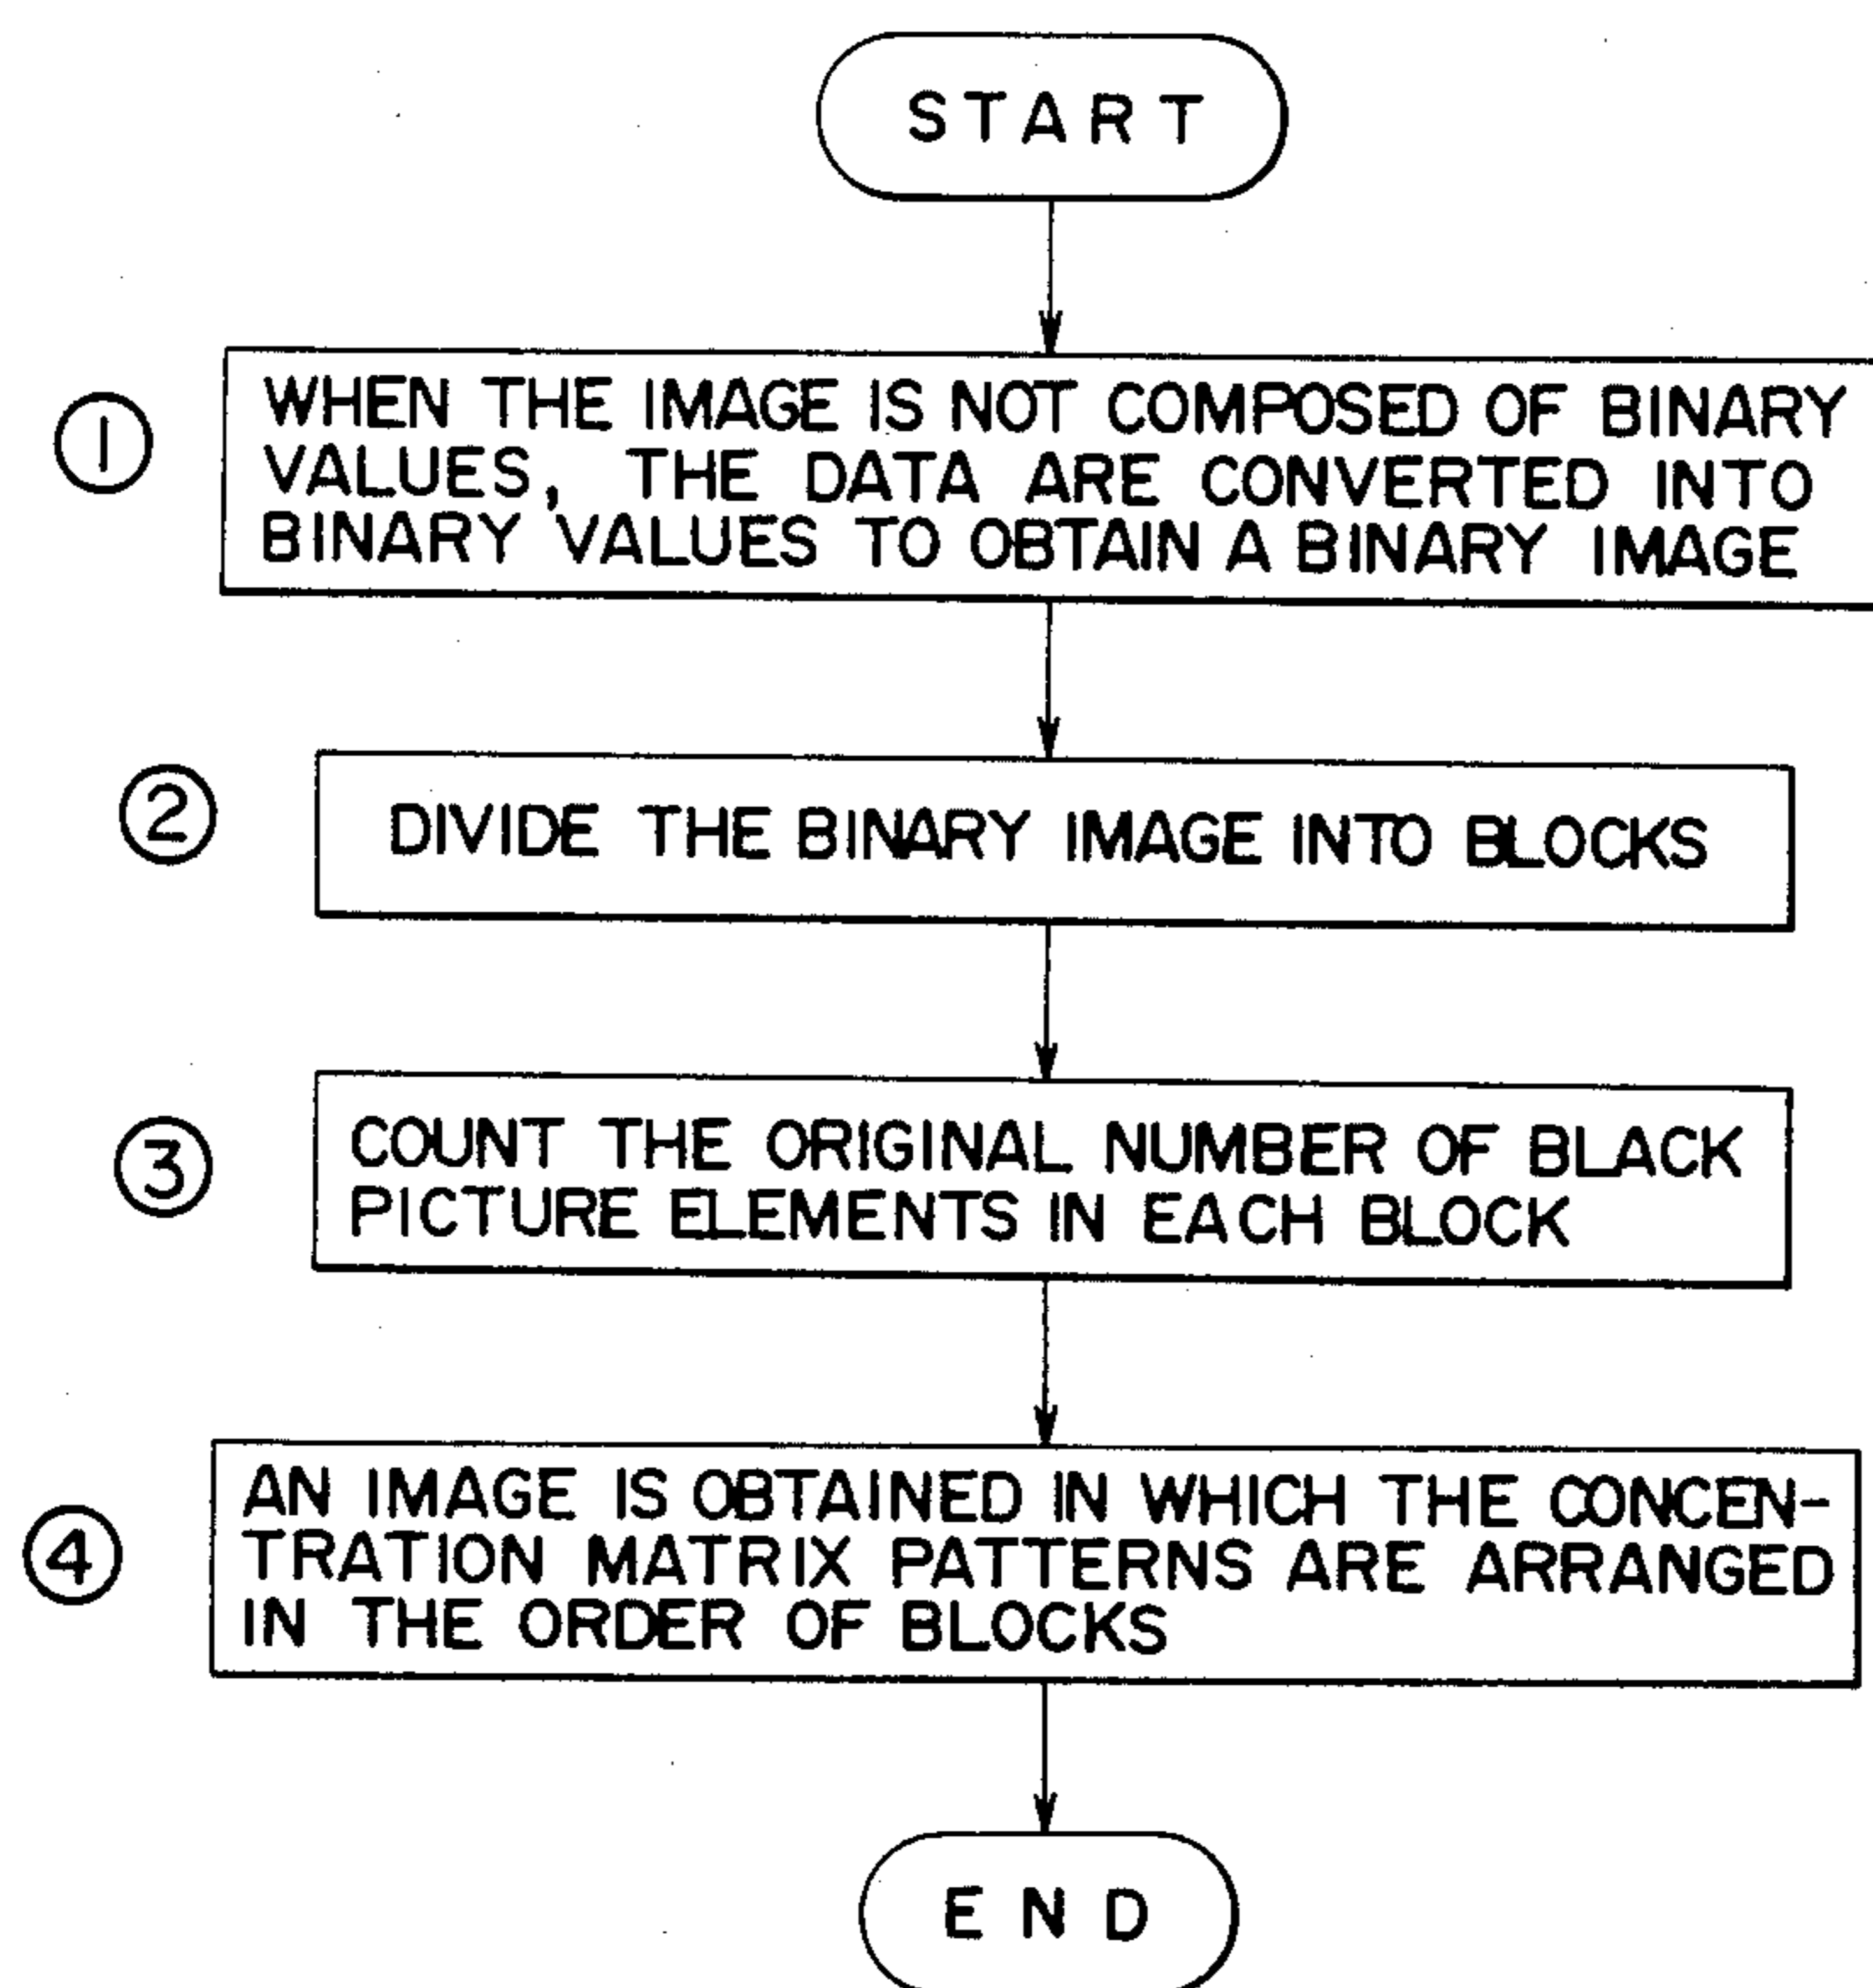 START
① WHEN THE IMAGE IS NOT COMPOSED OF BINARY
VALUES, THE DATA ARE CONVERTED INTO
BINARY VALUES TO OBTAIN A BINARY IMAGE
② DIVIDE THE BINARY IMAGE INTO BLOCKS
③ COUNT THE ORIGINAL NUMBER OF BLACK
PICTURE ELEMENTS IN EACH BLOCK
④ AN IMAGE IS OBTAINED IN WHICH THE CONCEN-
TRATION MATRIX PATTERNS ARE ARRANGED
IN THE ORDER OF BLOCKS
END